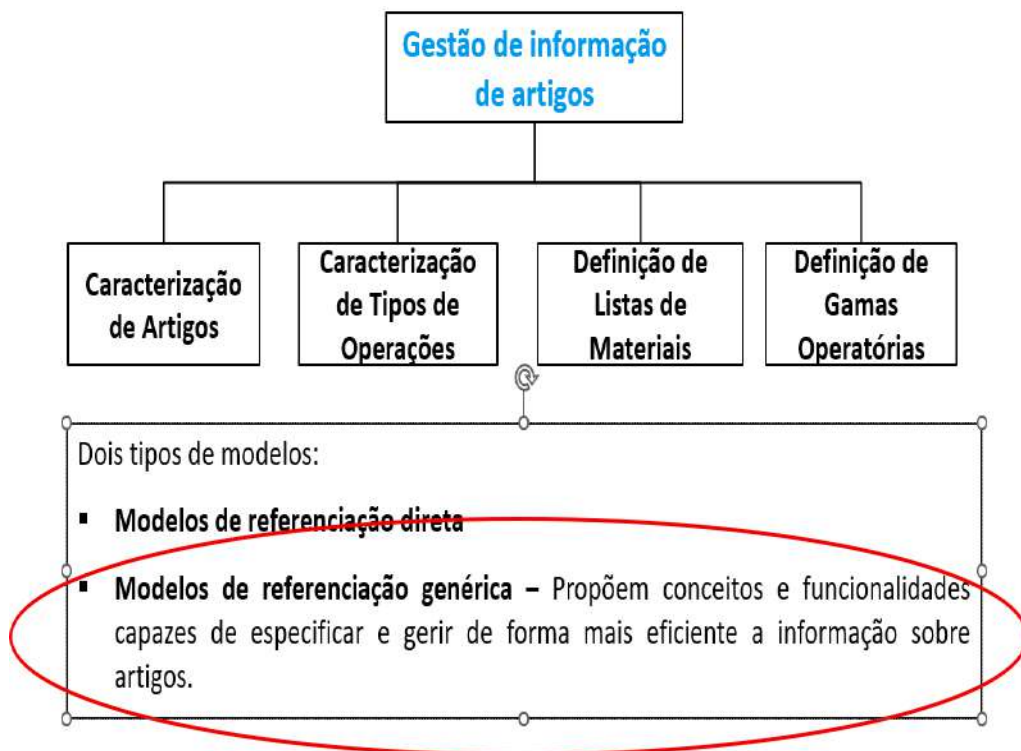 Gestão de informação
de artigos
Caracterização
de Artigos
Caracterização
de Tipos de
Operações
Definição de
Listas de
Materiais
Definição de
Gamas
Operatórias
Dois tipos de modelos:
▪ Modelos de referenciação direta
▪ Modelos de referenciação genérica – Propõem conceitos e funcionalidades
capazes de especificar e gerir de forma mais eficiente a informação sobre
artigos.